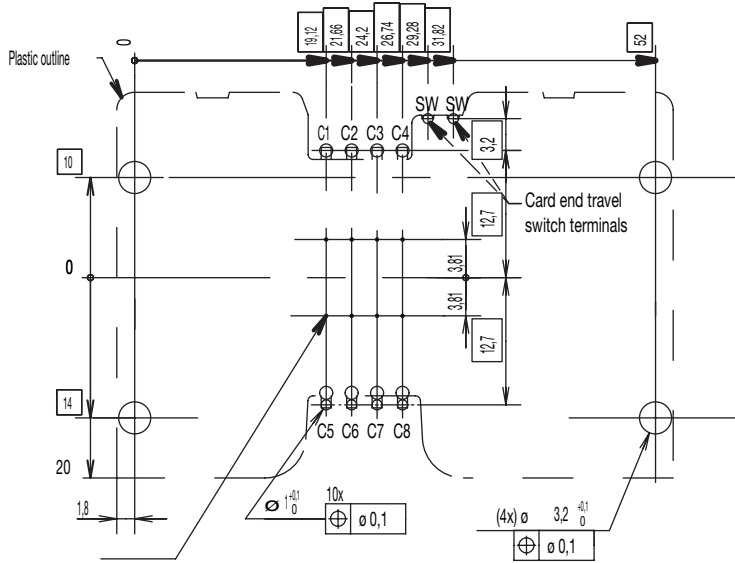 0
19,12
21,66
24,2
26,74
29,28
31,82
52
Plastic outline
SW SW
C1 C2 C3 C4
3,2
10
Card end travel
switch terminals
12,7
0
3,81
3,81
12,7
14
C5 C6 C7 C8
20
1,8
ø 1 +0,1 0
10x
⌖ ø 0,1
(4x) ø 3,2 +0,1 0
⌖ ø 0,1